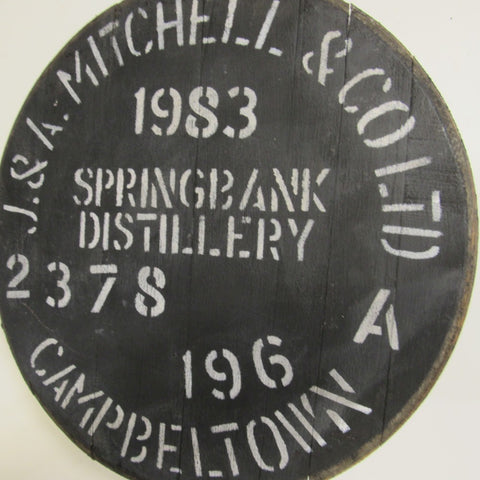 J. & A. MITCHELL & CO LTD
1983
SPRINGBANK
DISTILLERY
2378
A
196
CAMPBELTOWN